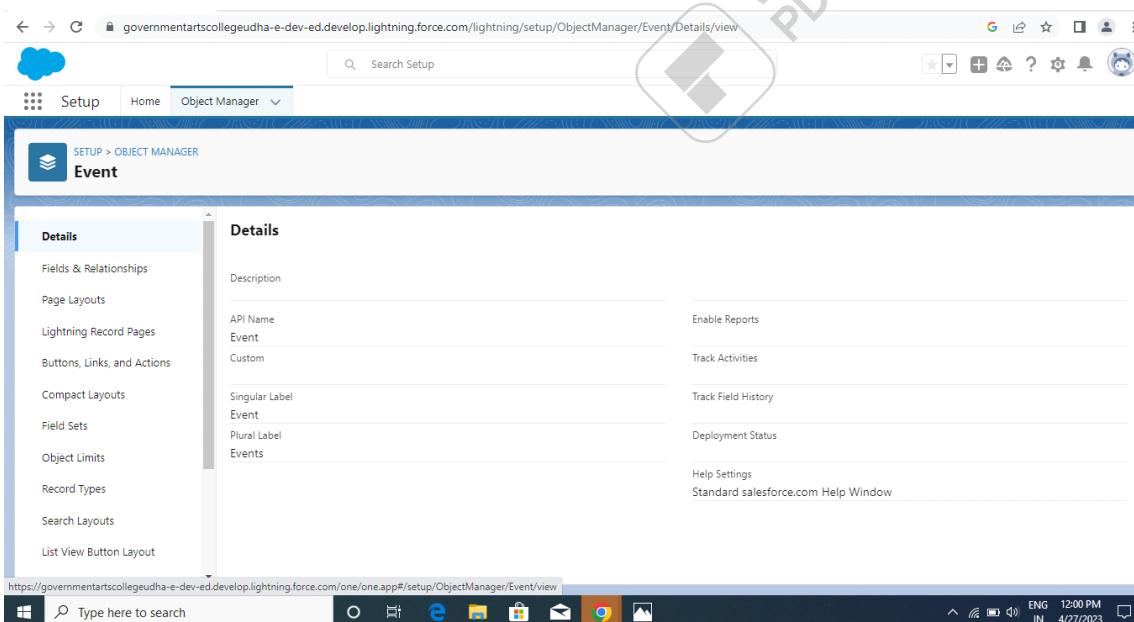 governmentartscollegeudha-e-dev-ed.develop.lightning.force.com/lightning/setup/ObjectManager/Event/Details/view
Search Setup
Setup Home Object Manager
SETUP > OBJECT MANAGER
Event
Details
Fields & Relationships
Page Layouts
Lightning Record Pages
Buttons, Links, and Actions
Compact Layouts
Field Sets
Object Limits
Record Types
Search Layouts
List View Button Layout
Details
Description
API Name
Event
Custom
Singular Label
Event
Plural Label
Events
Enable Reports
Track Activities
Track Field History
Deployment Status
Help Settings
Standard salesforce.com Help Window
https://governmentartscollegeudha-e-dev-ed.develop.lightning.force.com/one/one.app#/setup/ObjectManager/Event/view
Type here to search
ENG 12:00 PM
IN 4/27/2023